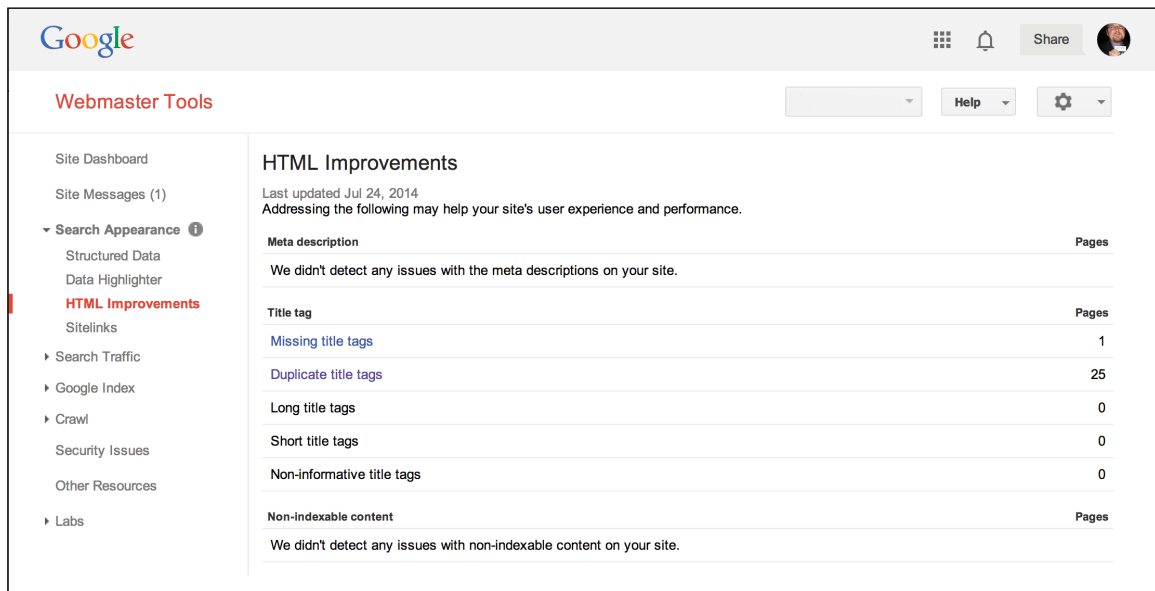 Google
Share
Webmaster Tools
Help
Site Dashboard
Site Messages (1)
Search Appearance i
Structured Data
Data Highlighter
HTML Improvements
Sitelinks
Search Traffic
Google Index
Crawl
Security Issues
Other Resources
Labs
HTML Improvements
Last updated Jul 24, 2014
Addressing the following may help your site's user experience and performance.
Meta description Pages
We didn't detect any issues with the meta descriptions on your site.
Title tag Pages
Missing title tags 1
Duplicate title tags 25
Long title tags 0
Short title tags 0
Non-informative title tags 0
Non-indexable content Pages
We didn't detect any issues with non-indexable content on your site.